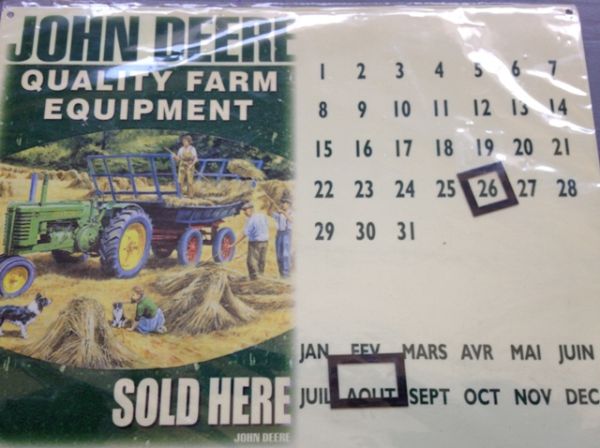 JOHN DEERE
QUALITY FARM
EQUIPMENT
SOLD HERE
JOHN DEERE
1 2 3 4 5 6 7
8 9 10 11 12 13 14
15 16 17 18 19 20 21
22 23 24 25 26 27 28
29 30 31
JAN FEV MARS AVR MAI JUIN
JUIL AOUT SEPT OCT NOV DEC